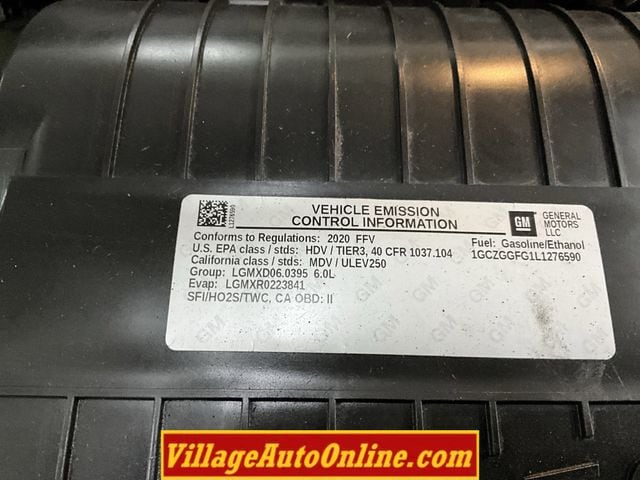 L1276590
VEHICLE EMISSION
CONTROL INFORMATION
Conforms to Regulations: 2020 FFV
U.S. EPA class / stds: HDV / TIER3, 40 CFR 1037.104
California class / stds: MDV / ULEV250
Group: LGMXD06.0395 6.0L
Evap: LGMXR0223841
SFI/HO2S/TWC, CA OBD: II
GM
GENERAL
MOTORS
LLC
Fuel: Gasoline/Ethanol
1GCZGGFG1L1276590
VillageAutoOnline.com